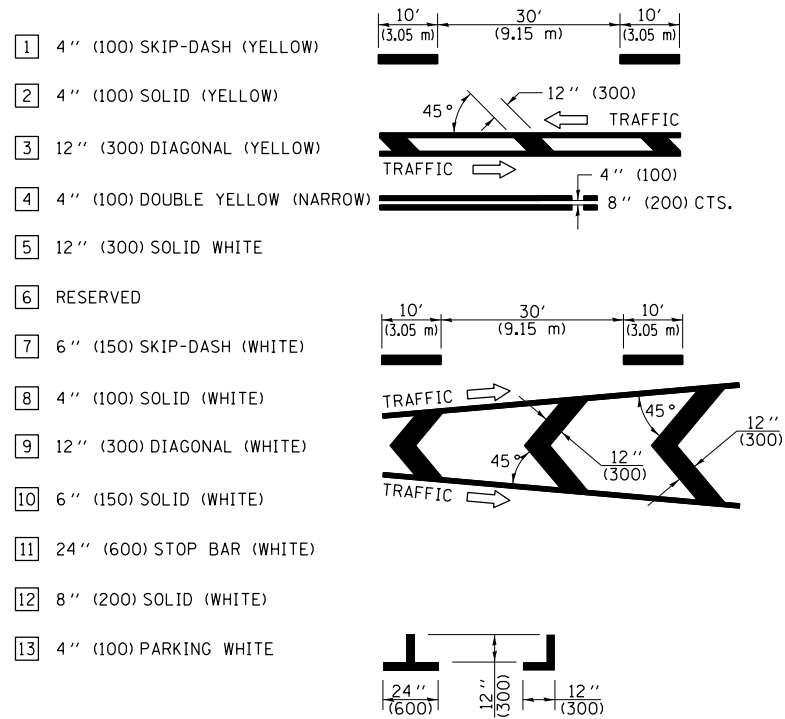 1 4'' (100) SKIP-DASH (YELLOW)
10' 30' 10'
(3.05 m) (9.15 m) (3.05 m)
2 4'' (100) SOLID (YELLOW)
45° 12'' (300)
TRAFFIC
3 12'' (300) DIAGONAL (YELLOW)
TRAFFIC
4 4'' (100) DOUBLE YELLOW (NARROW)
4'' (100)
8'' (200) CTS.
5 12'' (300) SOLID WHITE
6 RESERVED
10' 30' 10'
(3.05 m) (9.15 m) (3.05 m)
7 6'' (150) SKIP-DASH (WHITE)
8 4'' (100) SOLID (WHITE)
TRAFFIC
45°
12''
(300)
9 12'' (300) DIAGONAL (WHITE)
45°
12''
(300)
10 6'' (150) SOLID (WHITE)
TRAFFIC
11 24'' (600) STOP BAR (WHITE)
12 8'' (200) SOLID (WHITE)
13 4'' (100) PARKING WHITE
24''
(600)
12''
(300)
12''
(300)